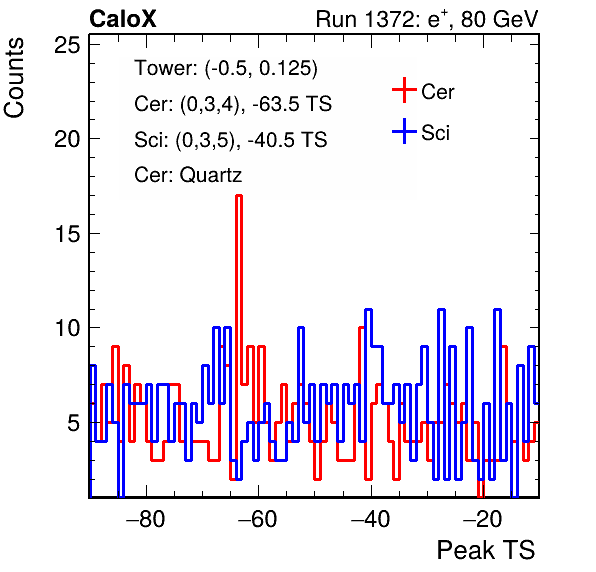 CaloX Run 1372: e⁺, 80 GeV
Counts
25
20
15
10
5
Tower: (-0.5, 0.125)
Cer: (0,3,4), -63.5 TS
Sci: (0,3,5), -40.5 TS
Cer: Quartz
Cer
Sci
−80 −60 −40 −20
Peak TS